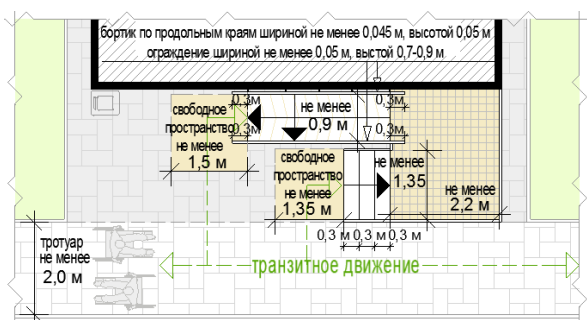 бортик по продольным краям шириной не менее 0,045 м, высотой 0,05 м
ограждение шириной не менее 0,05 м, выстой 0,7-0,9 м
0,3м
не менее
0,9 м
0,3м
0,3м
0,3м
свободное
пространство
не менее
1,5 м
свободное
пространство
не менее
1,35 м
не менее
1,35
не менее
2,2 м
0,3 м 0,3 м 0,3 м
тротуар
не менее
2,0 м
транзитное движение